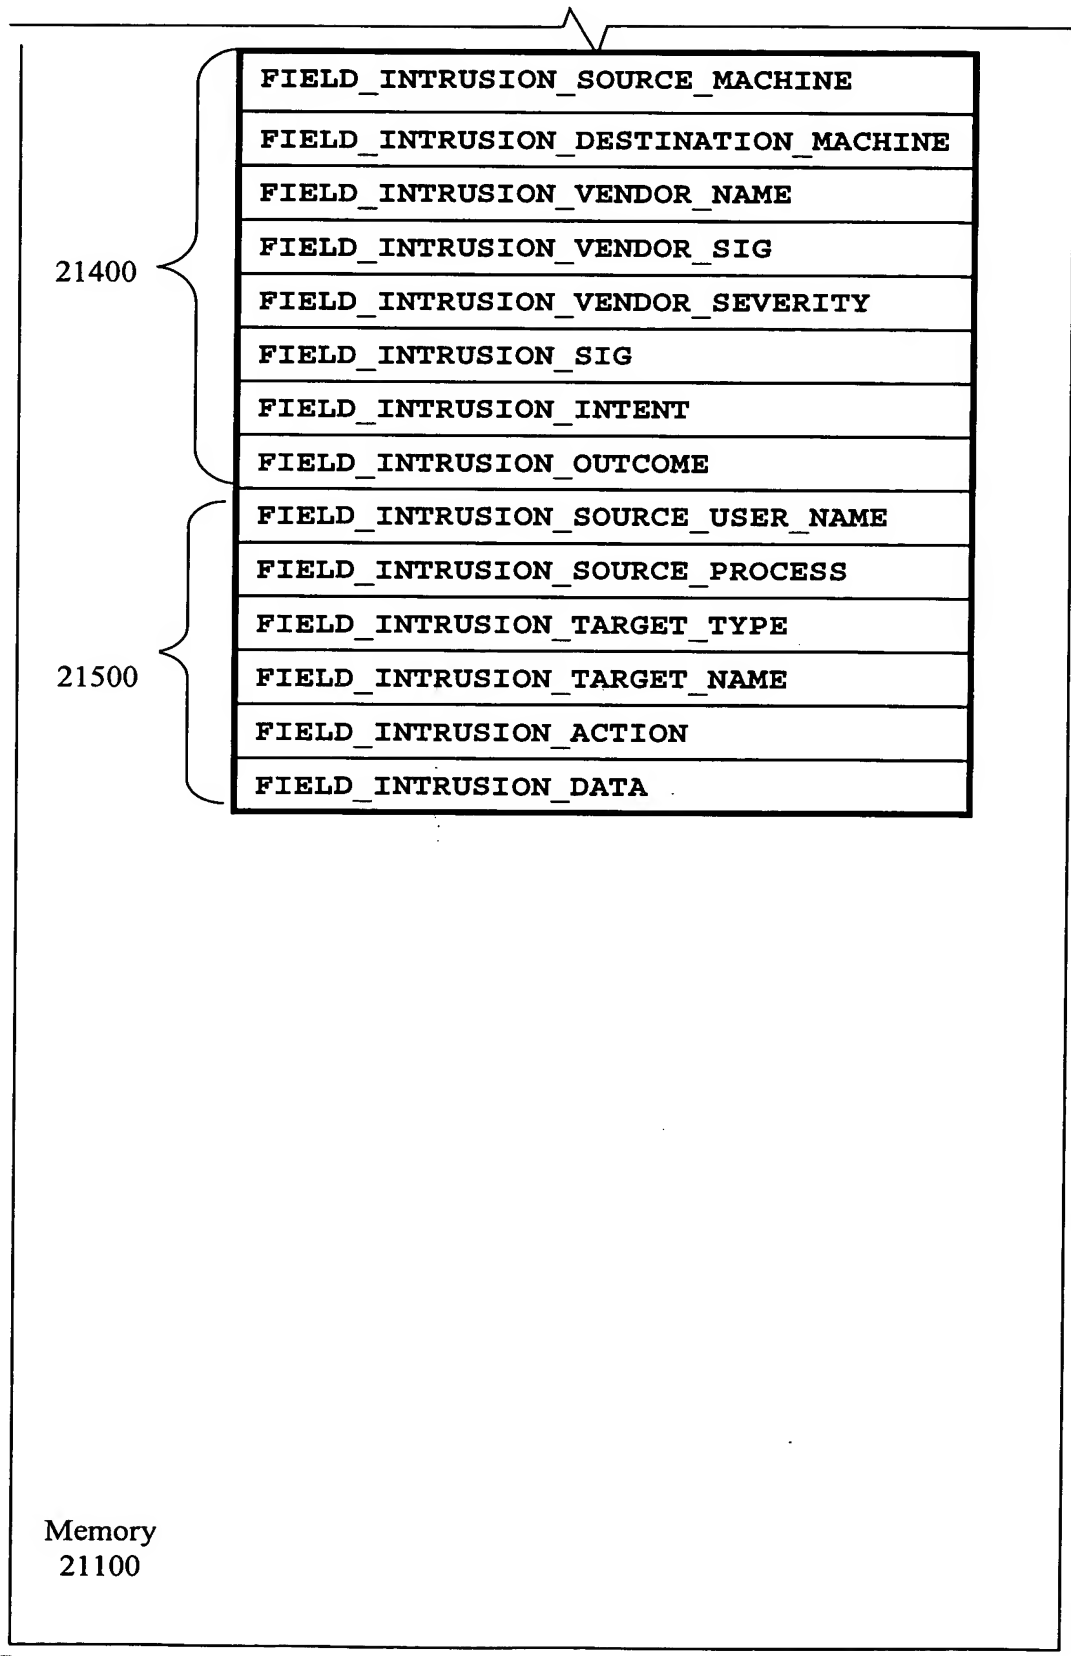 FIELD_INTRUSION_SOURCE_MACHINE
FIELD_INTRUSION_DESTINATION_MACHINE
FIELD_INTRUSION_VENDOR_NAME
FIELD_INTRUSION_VENDOR_SIG
21400
FIELD_INTRUSION_VENDOR_SEVERITY
FIELD_INTRUSION_SIG
FIELD_INTRUSION_INTENT
FIELD_INTRUSION_OUTCOME
FIELD_INTRUSION_SOURCE_USER_NAME
FIELD_INTRUSION_SOURCE_PROCESS
FIELD_INTRUSION_TARGET_TYPE
21500
FIELD_INTRUSION_TARGET_NAME
FIELD_INTRUSION_ACTION
FIELD_INTRUSION_DATA
Memory
21100